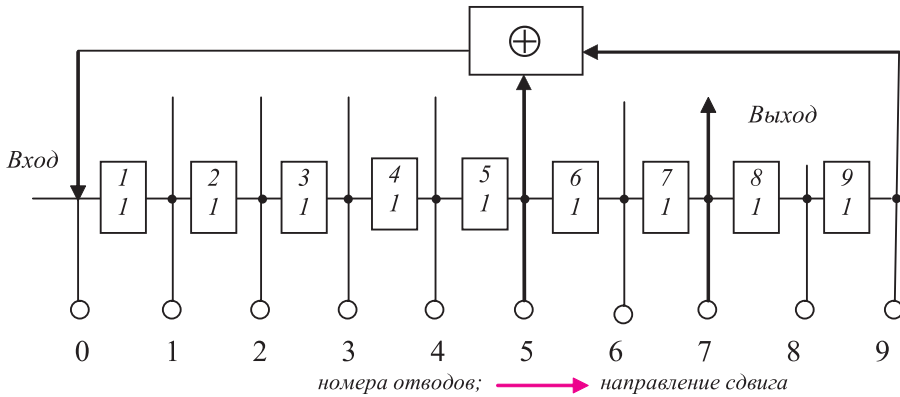 ⊕
Вход
Выход
1 2 3 4 5 6 7 8 9
1 1 1 1 1 1 1 1 1
0 1 2 3 4 5 6 7 8 9
номера отводов; направление сдвига